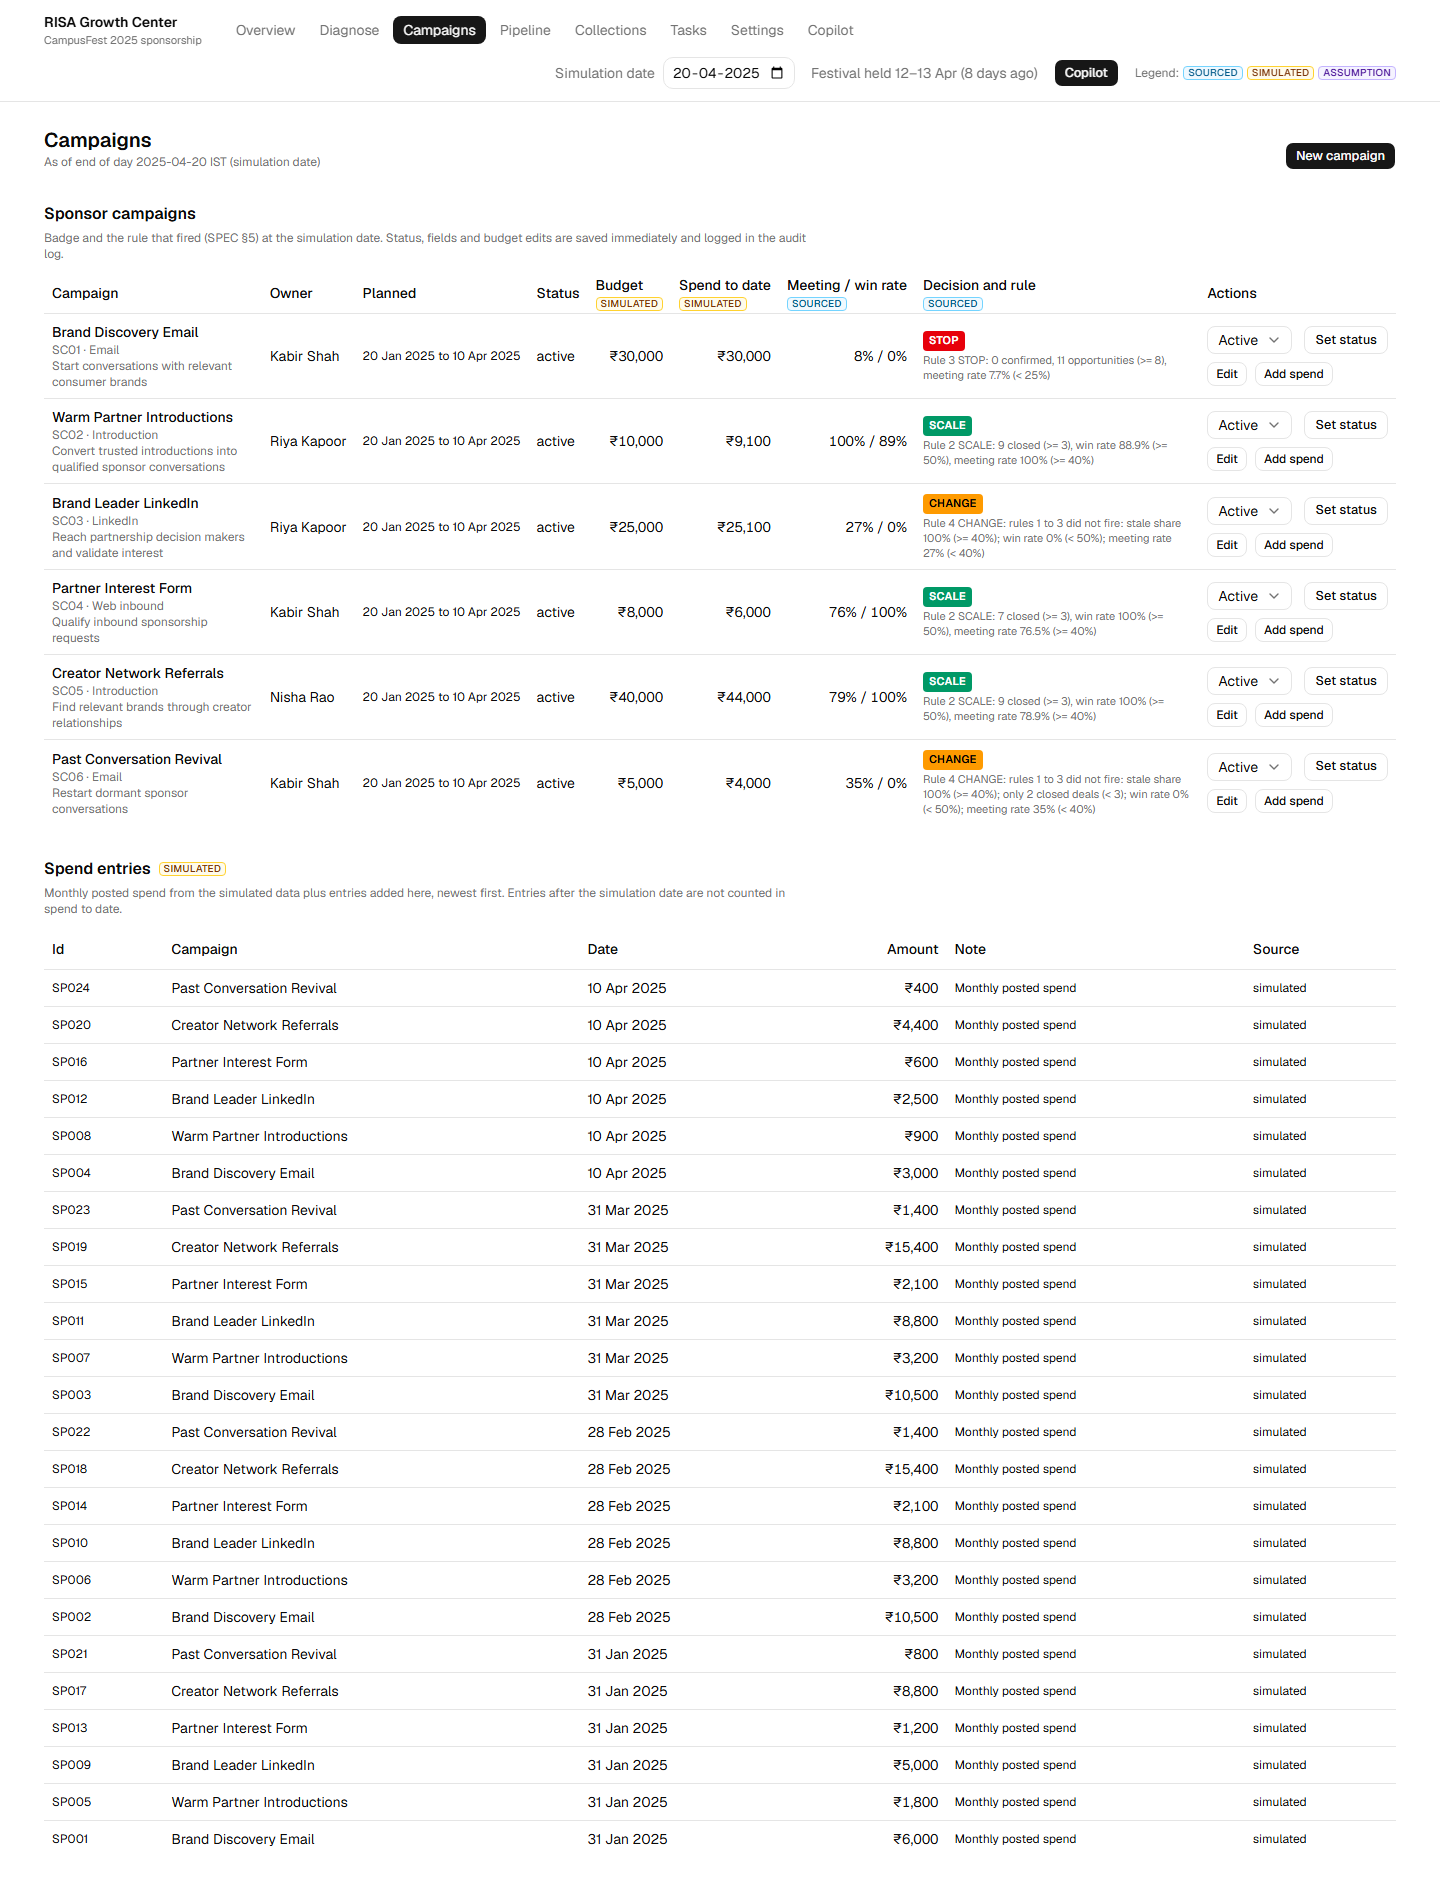 RISA Growth Center
CampusFest 2025 sponsorship
Overview Diagnose Campaigns Pipeline Collections Tasks Settings Copilot
Simulation date 20-04-2025 Festival held 12–13 Apr (8 days ago) Copilot Legend: SOURCED SIMULATED ASSUMPTION
Campaigns
As of end of day 2025-04-20 IST (simulation date)
New campaign
Sponsor campaigns
Badge and the rule that fired (SPEC §5) at the simulation date. Status, fields and budget edits are saved immediately and logged in the audit
log.
Campaign Owner Planned Status Budget SIMULATED Spend to date SIMULATED Meeting / win rate SOURCED Decision and rule SOURCED Actions
Brand Discovery Email
SC01 · Email
Start conversations with relevant
consumer brands
Kabir Shah 20 Jan 2025 to 10 Apr 2025 active ₹30,000 ₹30,000 8% / 0%
STOP
Rule 3 STOP: 0 confirmed, 11 opportunities (>= 8),
meeting rate 7.7% (< 25%)
Active Set status
Edit Add spend
Warm Partner Introductions
SC02 · Introduction
Convert trusted introductions into
qualified sponsor conversations
Riya Kapoor 20 Jan 2025 to 10 Apr 2025 active ₹10,000 ₹9,100 100% / 89%
SCALE
Rule 2 SCALE: 9 closed (>= 3), win rate 88.9% (>=
50%), meeting rate 100% (>= 40%)
Active Set status
Edit Add spend
Brand Leader LinkedIn
SC03 · LinkedIn
Reach partnership decision makers
and validate interest
Riya Kapoor 20 Jan 2025 to 10 Apr 2025 active ₹25,000 ₹25,100 27% / 0%
CHANGE
Rule 4 CHANGE: rules 1 to 3 did not fire: stale share
100% (>= 40%); win rate 0% (< 50%); meeting rate
27% (< 40%)
Active Set status
Edit Add spend
Partner Interest Form
SC04 · Web inbound
Qualify inbound sponsorship
requests
Kabir Shah 20 Jan 2025 to 10 Apr 2025 active ₹8,000 ₹6,000 76% / 100%
SCALE
Rule 2 SCALE: 7 closed (>= 3), win rate 100% (>=
50%), meeting rate 76.5% (>= 40%)
Active Set status
Edit Add spend
Creator Network Referrals
SC05 · Introduction
Find relevant brands through creator
relationships
Nisha Rao 20 Jan 2025 to 10 Apr 2025 active ₹40,000 ₹44,000 79% / 100%
SCALE
Rule 2 SCALE: 9 closed (>= 3), win rate 100% (>=
50%), meeting rate 78.9% (>= 40%)
Active Set status
Edit Add spend
Past Conversation Revival
SC06 · Email
Restart dormant sponsor
conversations
Kabir Shah 20 Jan 2025 to 10 Apr 2025 active ₹5,000 ₹4,000 35% / 0%
CHANGE
Rule 4 CHANGE: rules 1 to 3 did not fire: stale share
100% (>= 40%); only 2 closed deals (< 3); win rate 0%
(< 50%); meeting rate 35% (< 40%)
Active Set status
Edit Add spend
Spend entries SIMULATED
Monthly posted spend from the simulated data plus entries added here, newest first. Entries after the simulation date are not counted in
spend to date.
Id Campaign Date Amount Note Source
SP024 Past Conversation Revival 10 Apr 2025 ₹400 Monthly posted spend simulated
SP020 Creator Network Referrals 10 Apr 2025 ₹4,400 Monthly posted spend simulated
SP016 Partner Interest Form 10 Apr 2025 ₹600 Monthly posted spend simulated
SP012 Brand Leader LinkedIn 10 Apr 2025 ₹2,500 Monthly posted spend simulated
SP008 Warm Partner Introductions 10 Apr 2025 ₹900 Monthly posted spend simulated
SP004 Brand Discovery Email 10 Apr 2025 ₹3,000 Monthly posted spend simulated
SP023 Past Conversation Revival 31 Mar 2025 ₹1,400 Monthly posted spend simulated
SP019 Creator Network Referrals 31 Mar 2025 ₹15,400 Monthly posted spend simulated
SP015 Partner Interest Form 31 Mar 2025 ₹2,100 Monthly posted spend simulated
SP011 Brand Leader LinkedIn 31 Mar 2025 ₹8,800 Monthly posted spend simulated
SP007 Warm Partner Introductions 31 Mar 2025 ₹3,200 Monthly posted spend simulated
SP003 Brand Discovery Email 31 Mar 2025 ₹10,500 Monthly posted spend simulated
SP022 Past Conversation Revival 28 Feb 2025 ₹1,400 Monthly posted spend simulated
SP018 Creator Network Referrals 28 Feb 2025 ₹15,400 Monthly posted spend simulated
SP014 Partner Interest Form 28 Feb 2025 ₹2,100 Monthly posted spend simulated
SP010 Brand Leader LinkedIn 28 Feb 2025 ₹8,800 Monthly posted spend simulated
SP006 Warm Partner Introductions 28 Feb 2025 ₹3,200 Monthly posted spend simulated
SP002 Brand Discovery Email 28 Feb 2025 ₹10,500 Monthly posted spend simulated
SP021 Past Conversation Revival 31 Jan 2025 ₹800 Monthly posted spend simulated
SP017 Creator Network Referrals 31 Jan 2025 ₹8,800 Monthly posted spend simulated
SP013 Partner Interest Form 31 Jan 2025 ₹1,200 Monthly posted spend simulated
SP009 Brand Leader LinkedIn 31 Jan 2025 ₹5,000 Monthly posted spend simulated
SP005 Warm Partner Introductions 31 Jan 2025 ₹1,800 Monthly posted spend simulated
SP001 Brand Discovery Email 31 Jan 2025 ₹6,000 Monthly posted spend simulated